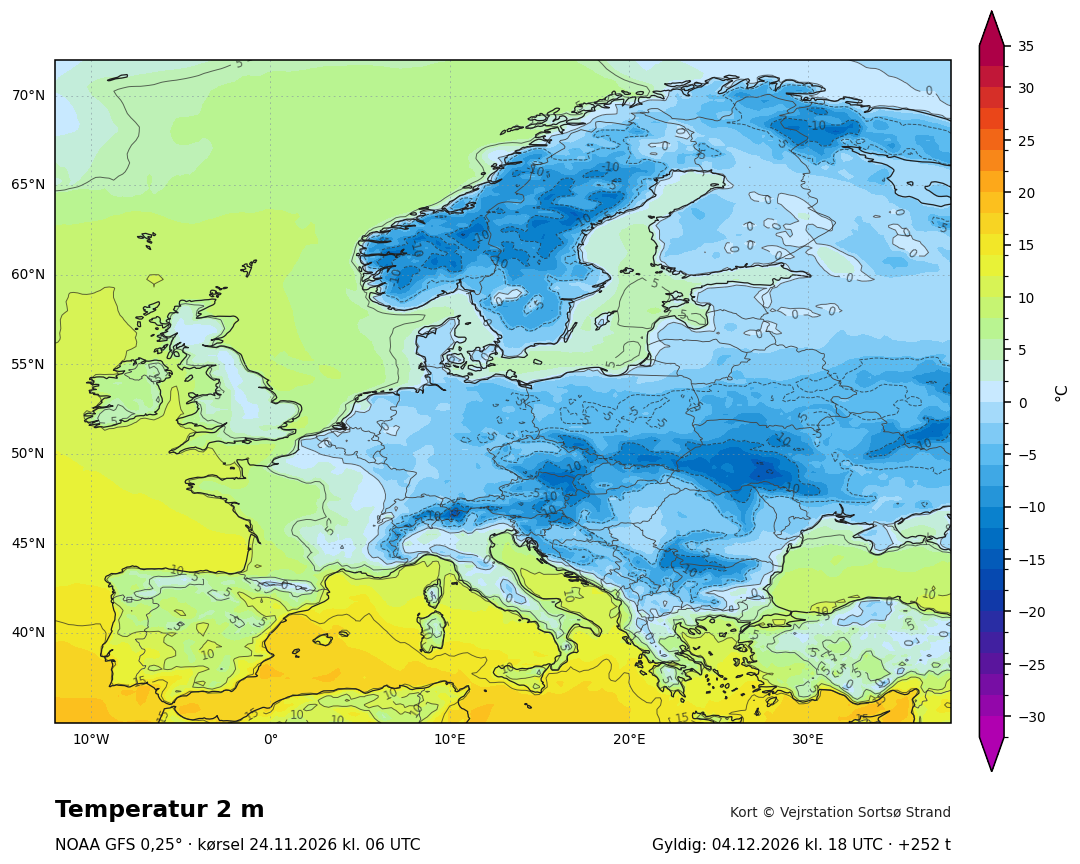 70°N
65°N
60°N
55°N
50°N
45°N
40°N
10°W
0°
10°E
20°E
30°E
35
30
25
20
15
10
5
0
−5
−10
−15
−20
−25
−30
°C
Temperatur 2 m
Kort © Vejrstation Sortsø Strand
NOAA GFS 0,25° · kørsel 24.11.2026 kl. 06 UTC
Gyldig: 04.12.2026 kl. 18 UTC · +252 t